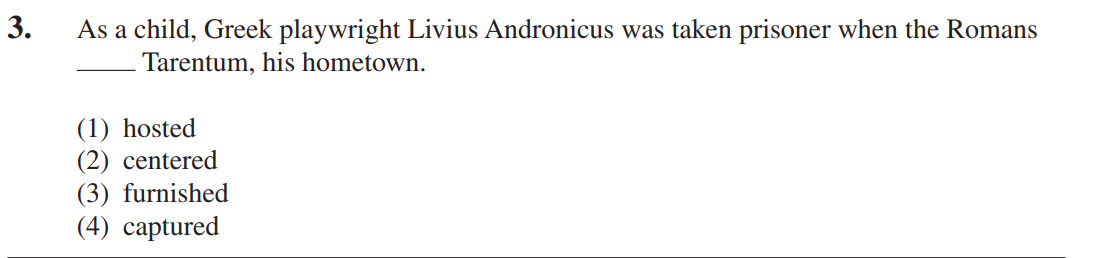 3. As a child, Greek playwright Livius Andronicus was taken prisoner when the Romans
____ Tarentum, his hometown.
(1) hosted
(2) centered
(3) furnished
(4) captured